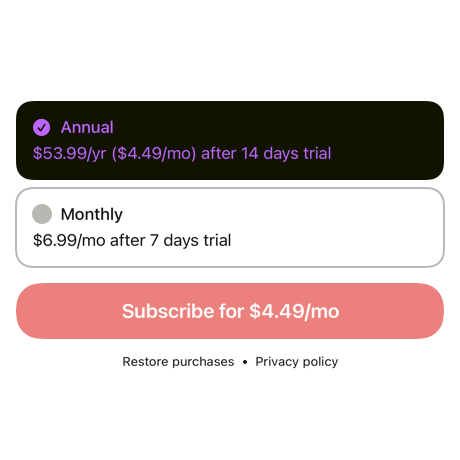 Annual
$53.99/yr ($4.49/mo) after 14 days trial
Monthly
$6.99/mo after 7 days trial
Subscribe for $4.49/mo
Restore purchases • Privacy policy